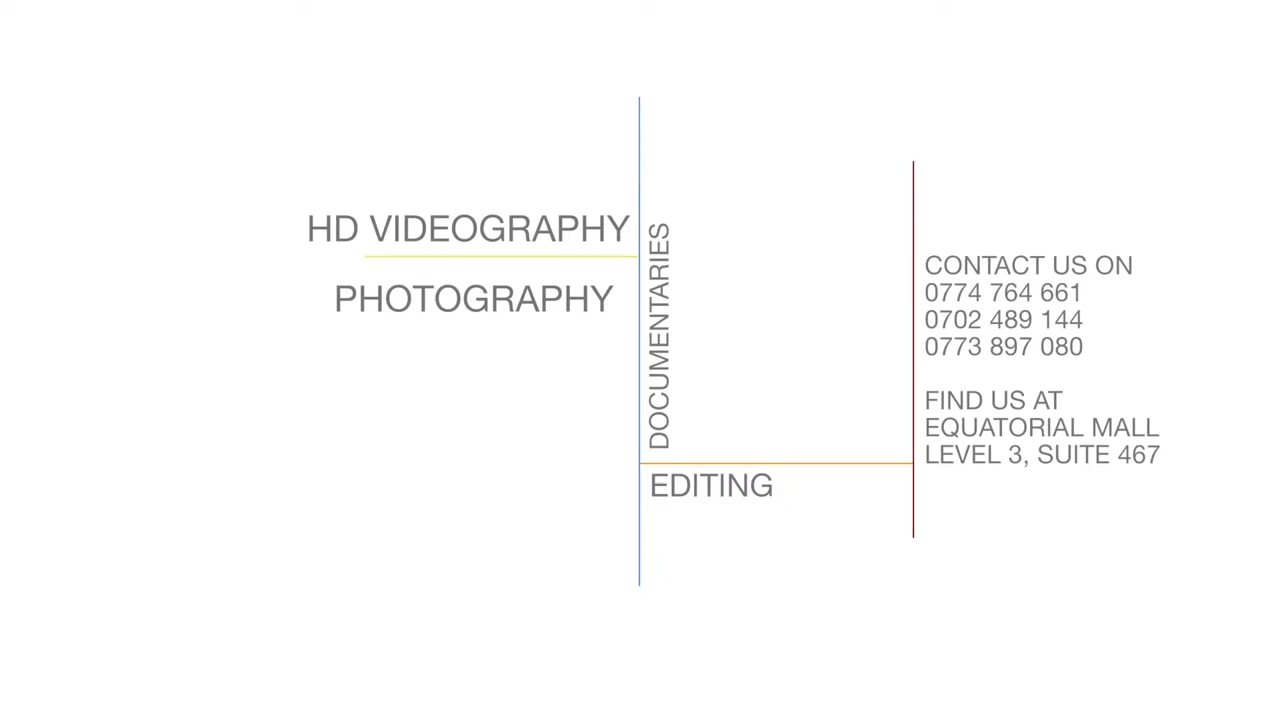 HD VIDEOGRAPHY
PHOTOGRAPHY
DOCUMENTARIES
EDITING
CONTACT US ON
0774 764 661
0702 489 144
0773 897 080
FIND US AT
EQUATORIAL MALL
LEVEL 3, SUITE 467